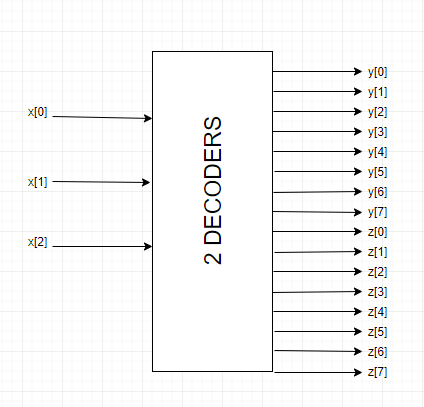 x[0]
x[1]
x[2]
2 DECODERS
y[0]
y[1]
y[2]
y[3]
y[4]
y[5]
y[6]
y[7]
z[0]
z[1]
z[2]
z[3]
z[4]
z[5]
z[6]
z[7]